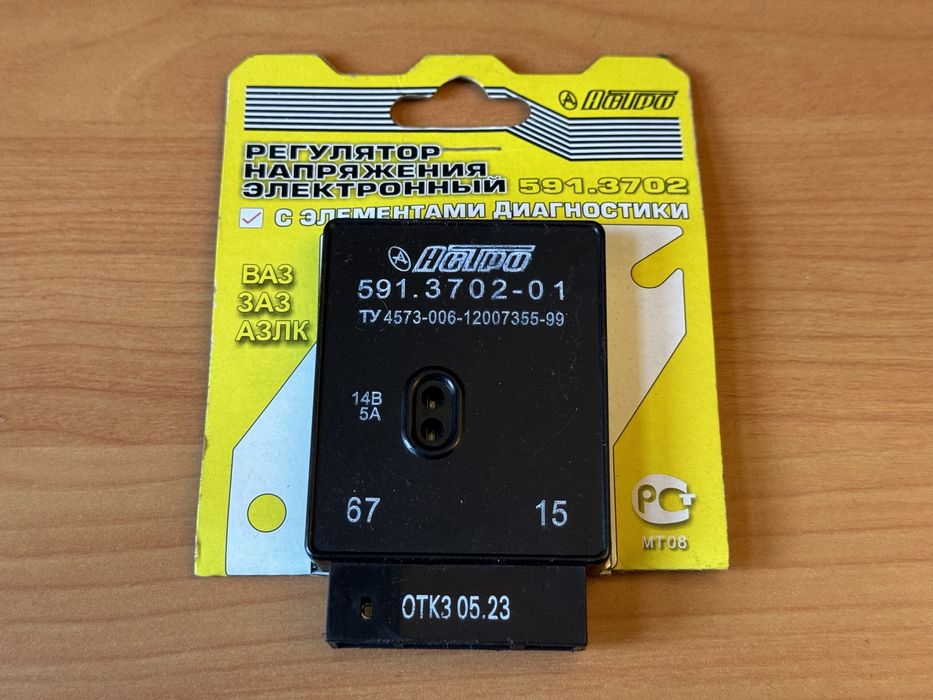 Астро
РЕГУЛЯТОР
НАПРЯЖЕНИЯ
ЭЛЕКТРОННЫЙ 591.3702
С ЭЛЕМЕНТАМИ ДИАГНОСТИКИ
ВАЗ
ЗАЗ
АЗЛК
Астро
591.3702-01
ТУ 4573-006-12007355-99
14В
5А
67 15
РСТ
МТ08
ОТК3 05.23